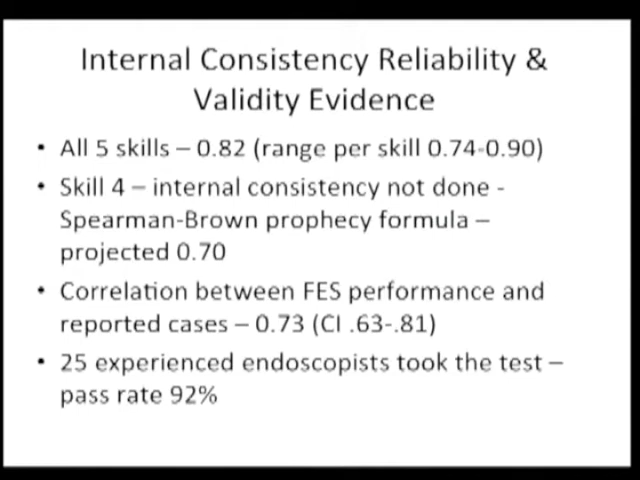 Internal Consistency Reliability &
Validity Evidence
• All 5 skills – 0.82 (range per skill 0.74-0.90)
• Skill 4 – internal consistency not done -
Spearman-Brown prophecy formula –
projected 0.70
• Correlation between FES performance and
reported cases – 0.73 (CI .63-.81)
• 25 experienced endoscopists took the test –
pass rate 92%